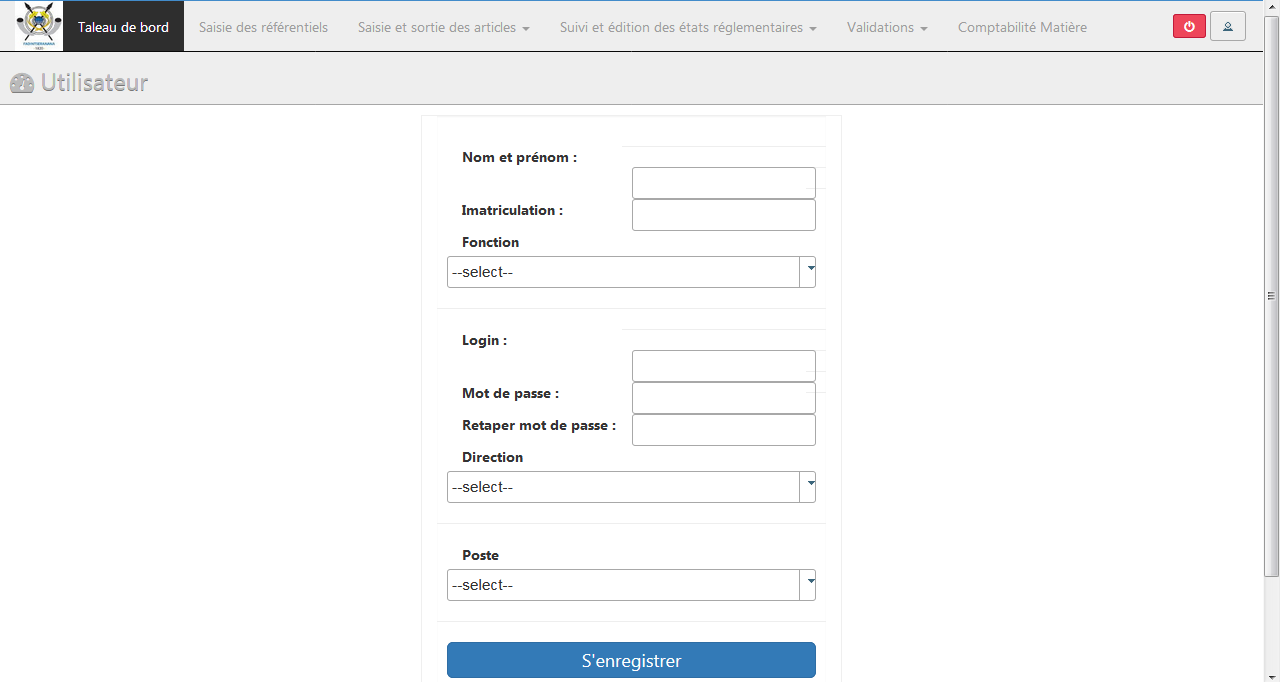 Taleau de bord Saisie des référentiels Saisie et sortie des articles Suivi et édition des états réglementaires Validations Comptabilité Matière
Utilisateur
Nom et prénom :
Imatriculation :
Fonction
--select--
Login :
Mot de passe :
Retaper mot de passe :
Direction
--select--
Poste
--select--
S'enregistrer